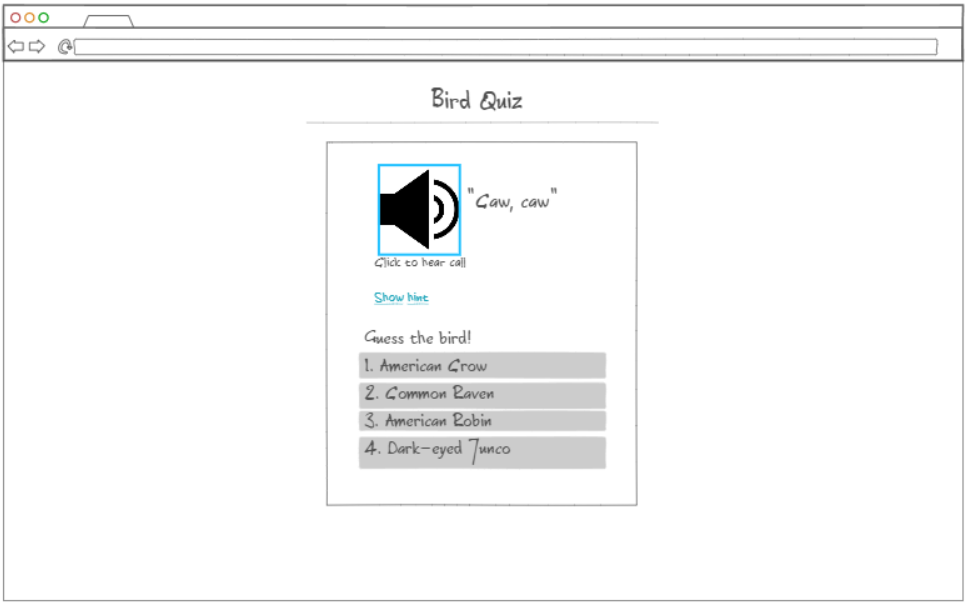 Bird Quiz
"Caw, caw"
Click to hear call
Show hint
Guess the bird!
1. American Crow
2. Common Raven
3. American Robin
4. Dark-eyed Junco